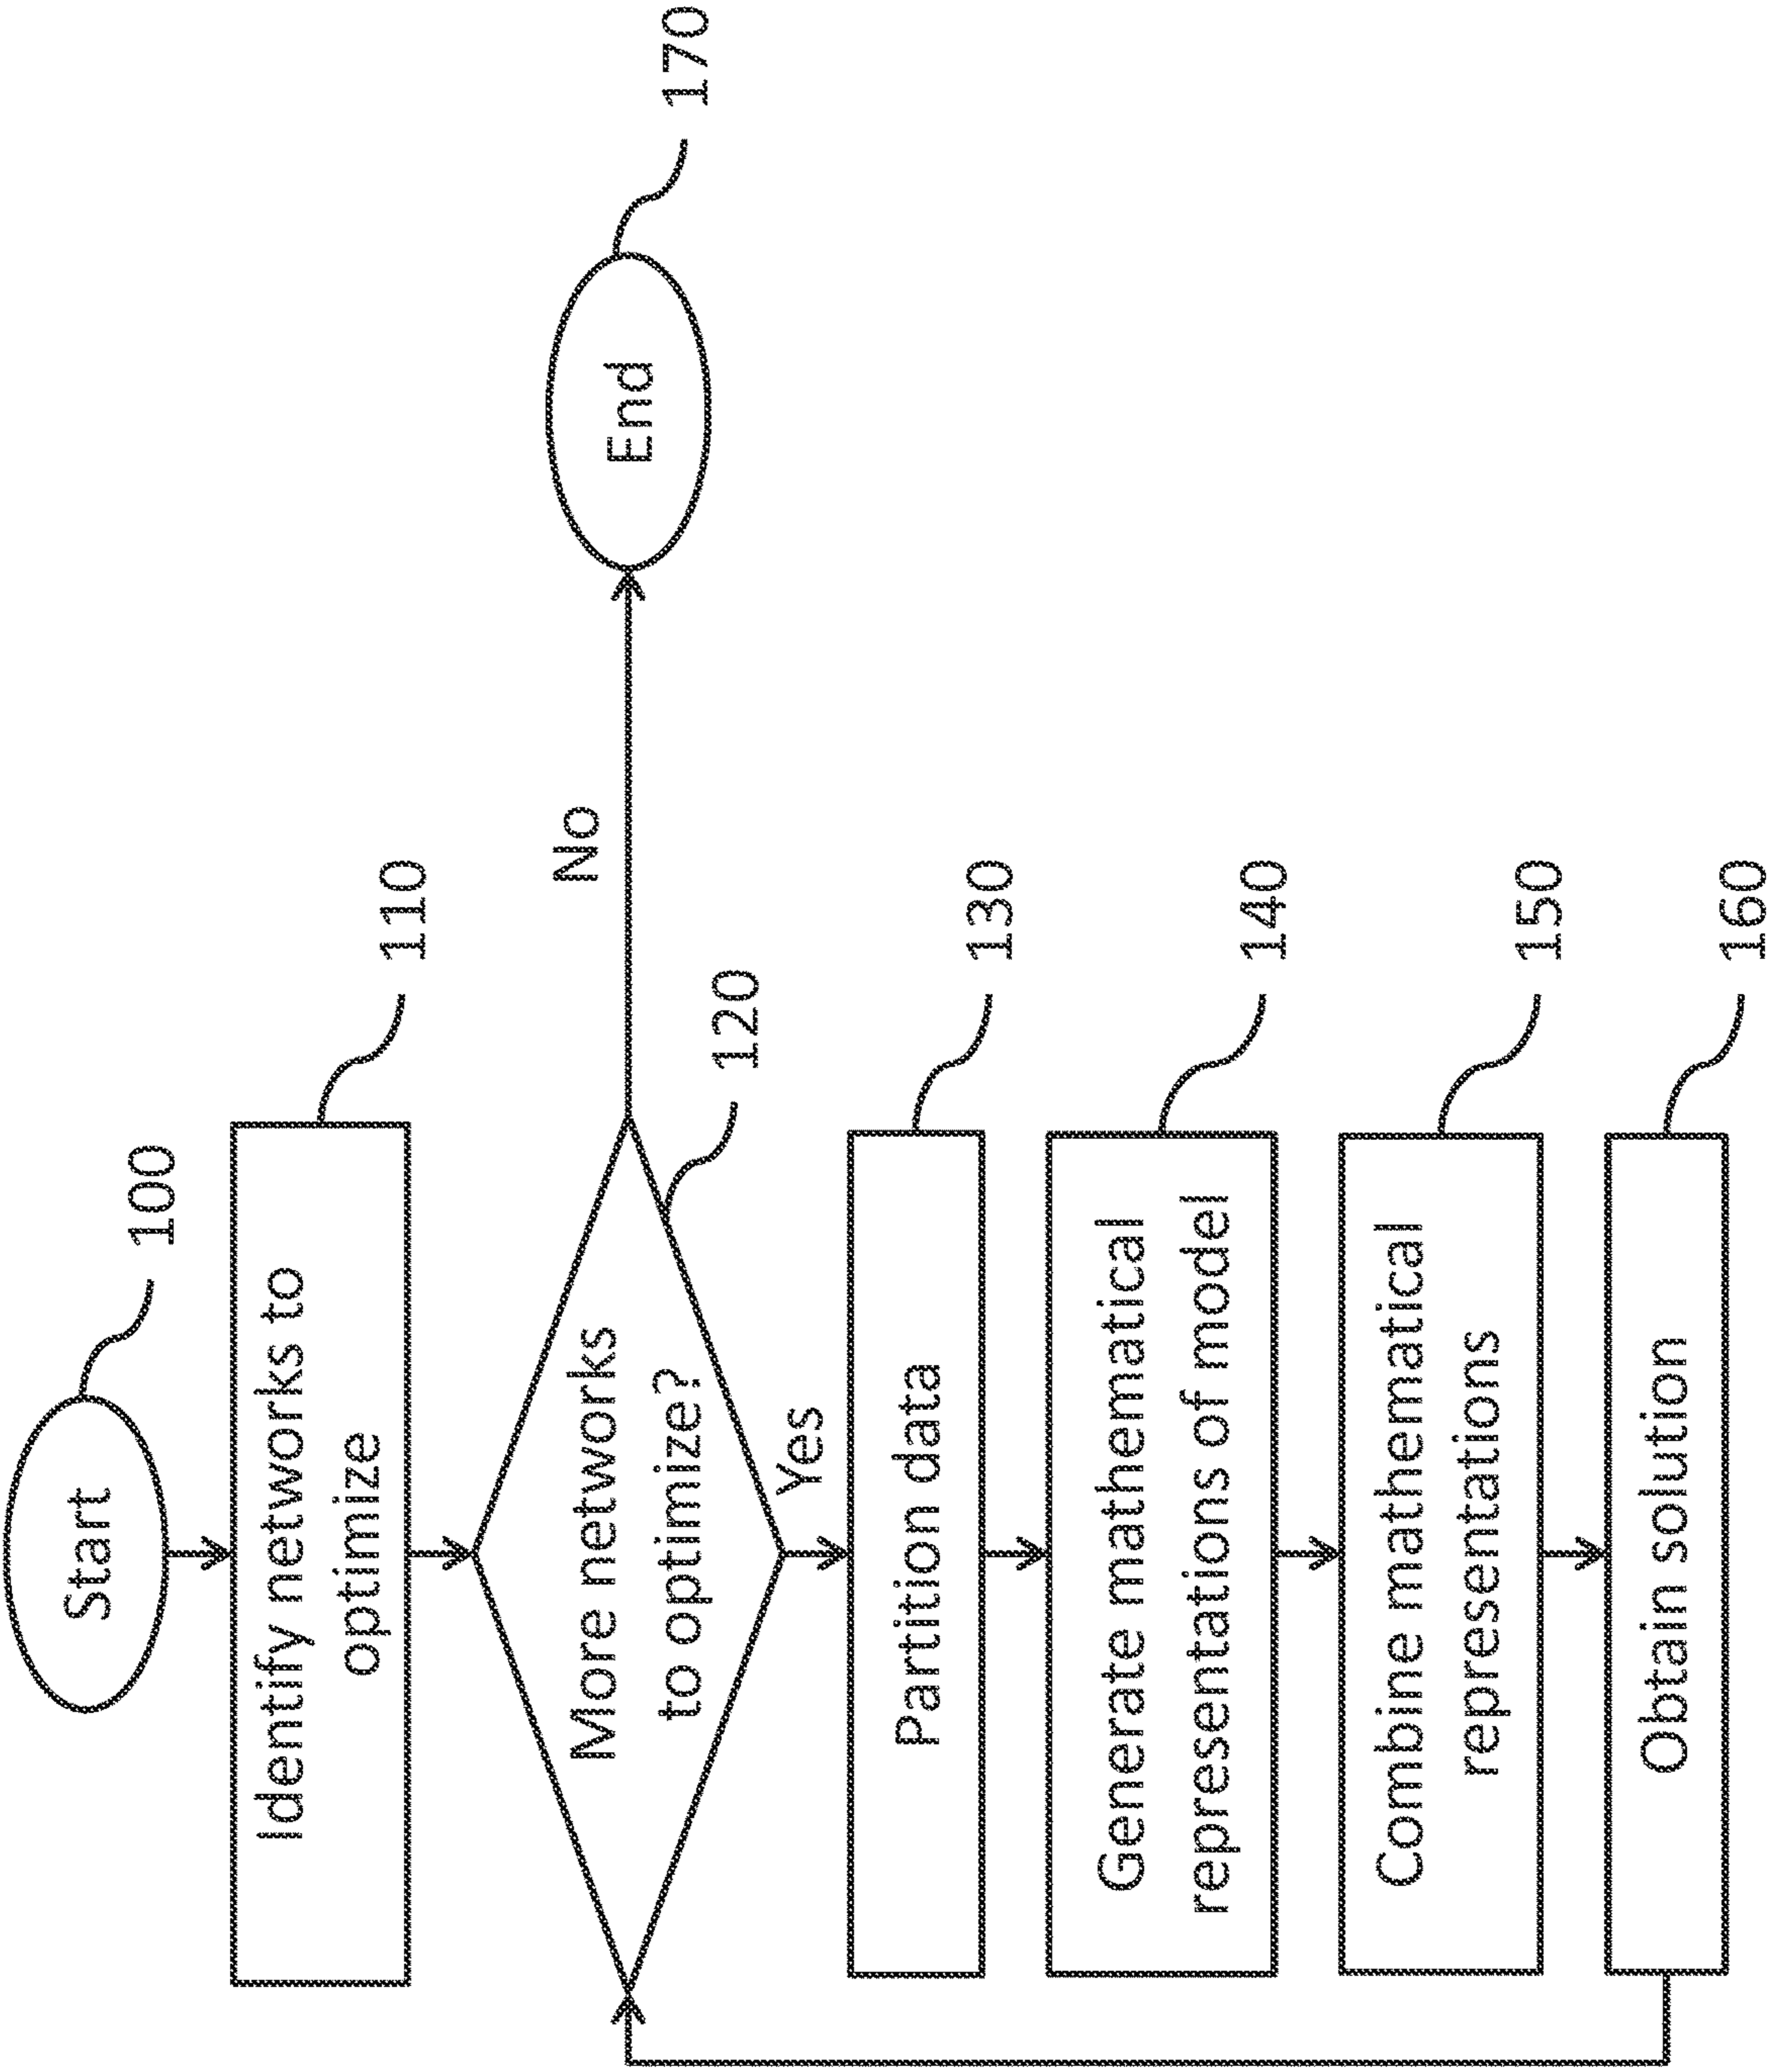 Start
100
Identify networks to
optimize
110
More networks
to optimize?
120
No
End
170
Yes
Partition data
130
Generate mathematical
representations of model
140
Combine mathematical
representations
150
Obtain solution
160